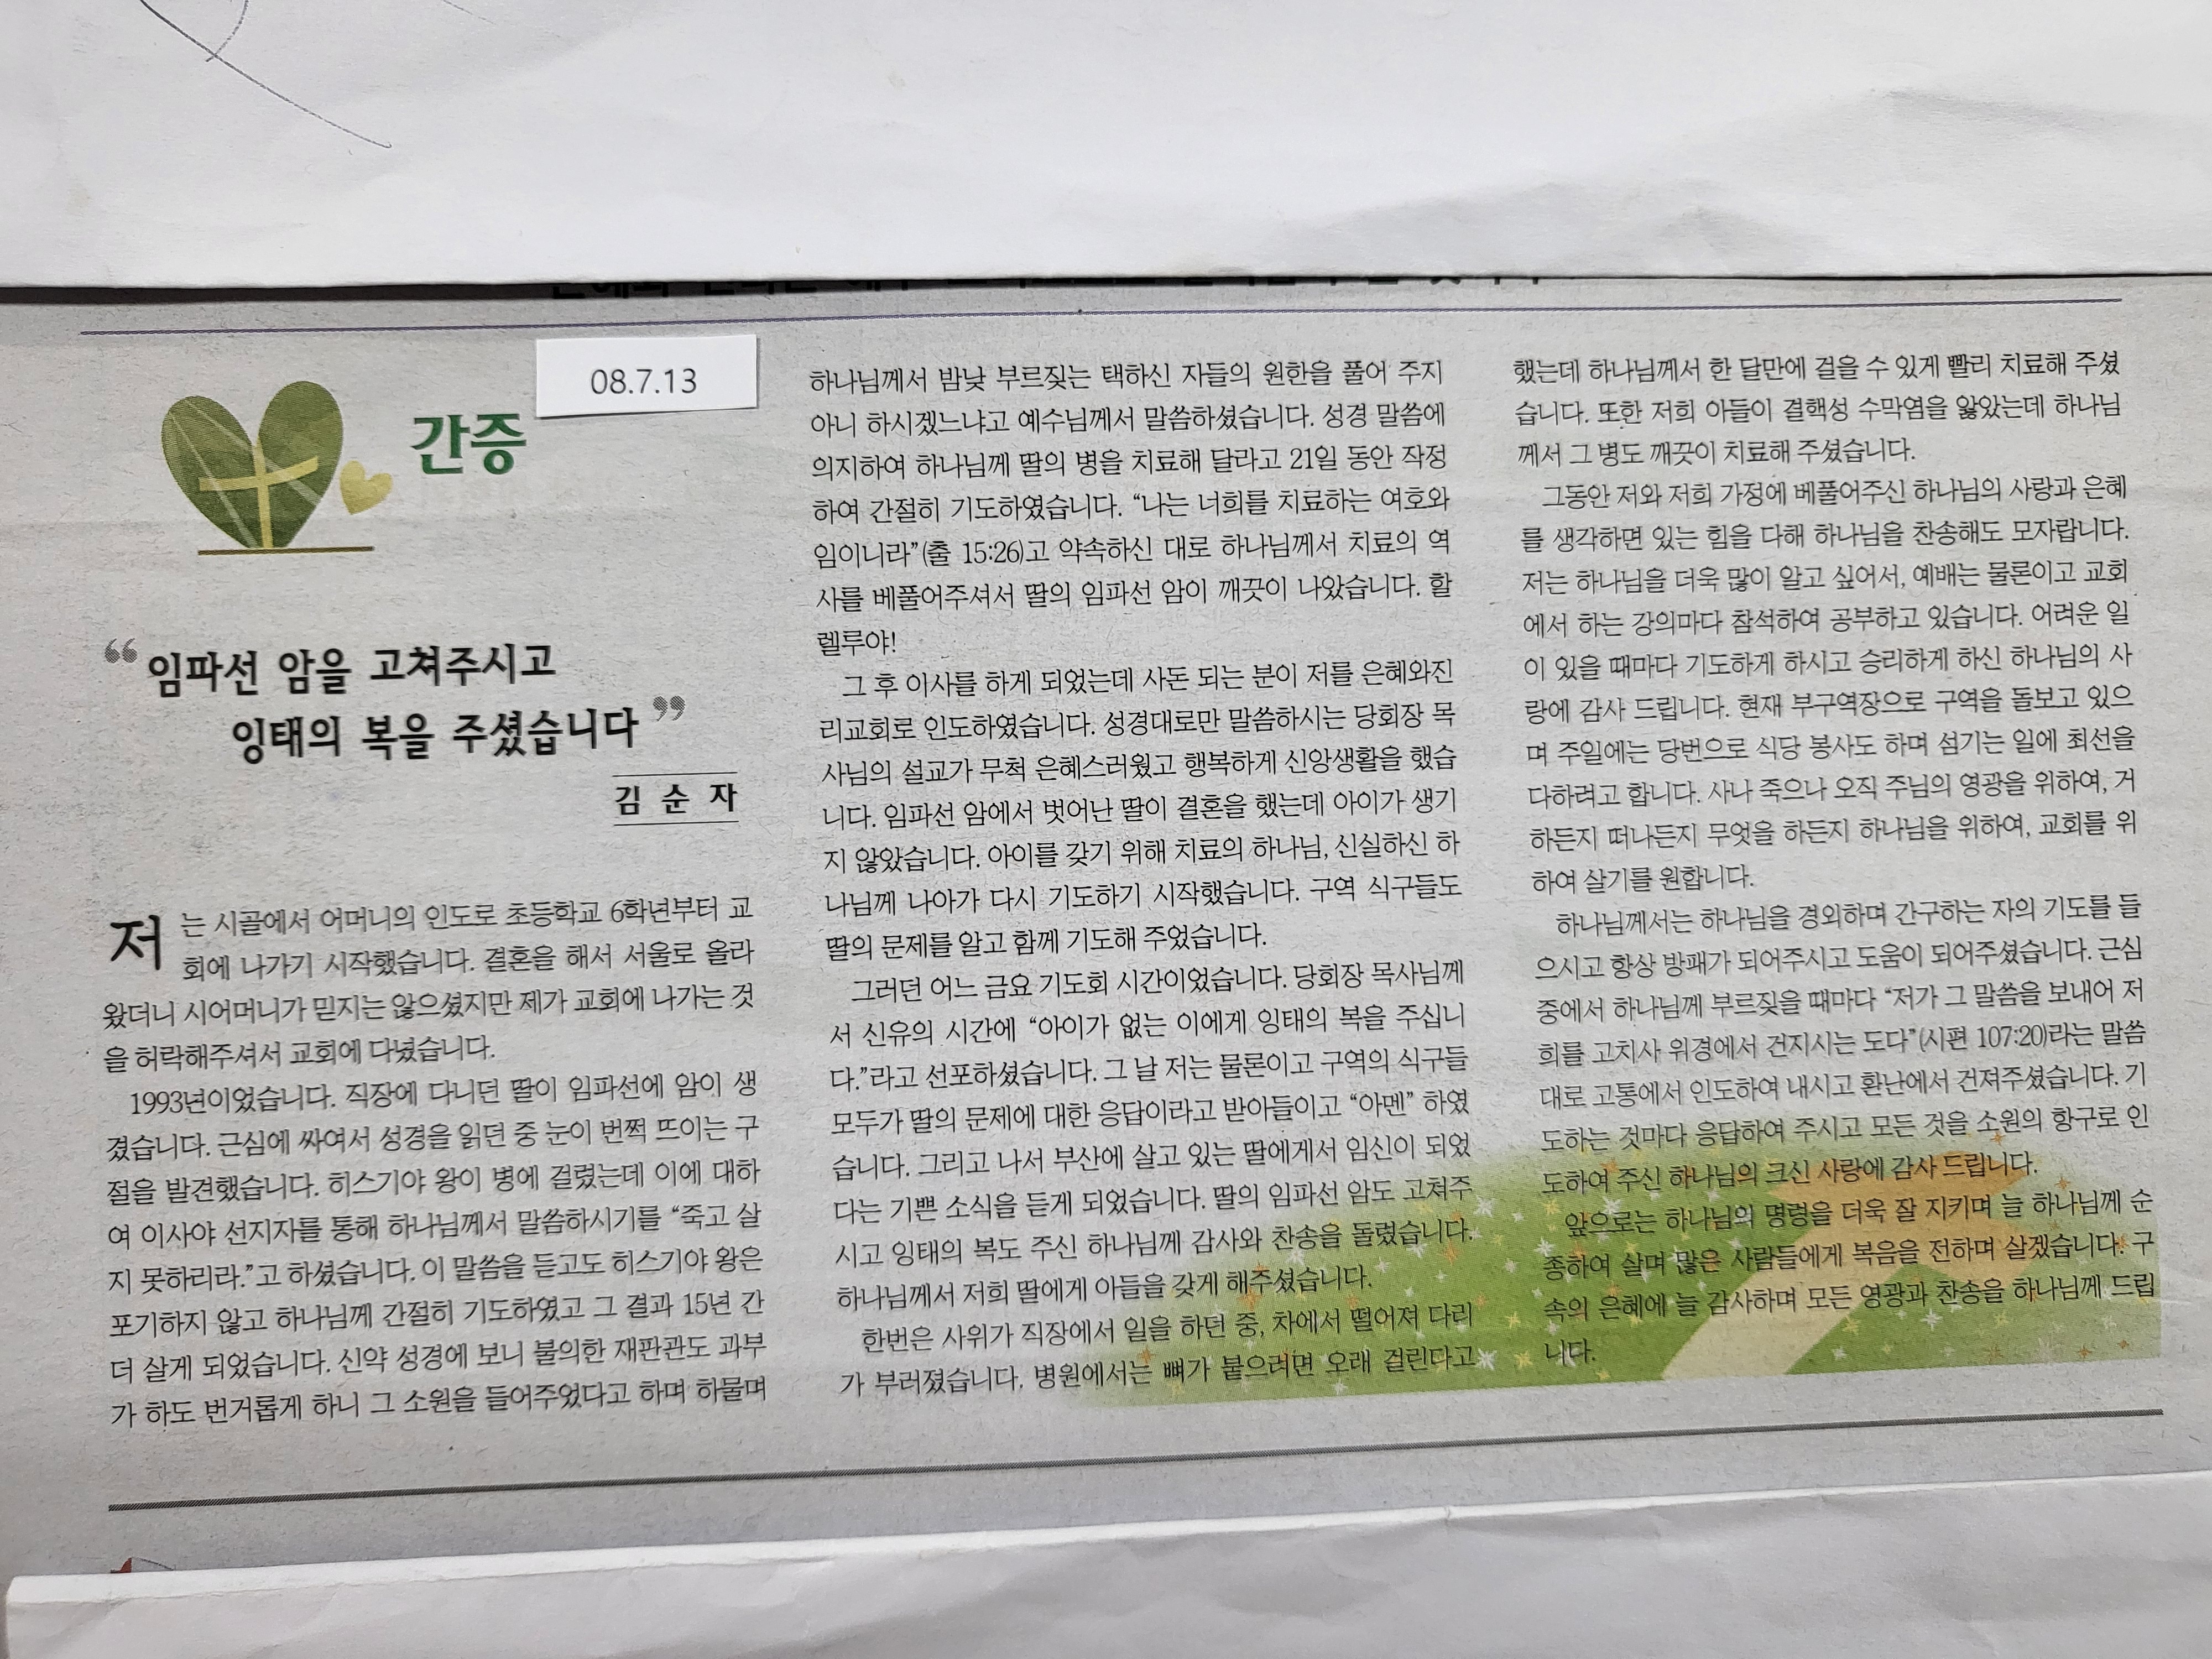 08.7.13
간증
“임파선 암을 고쳐주시고
잉태의 복을 주셨습니다”
김 순 자
저는 시골에서 어머니의 인도로 초등학교 6학년부터 교
회에 나가기 시작했습니다. 결혼을 해서 서울로 올라
왔더니 시어머니가 믿지는 않으셨지만 제가 교회에 나가는 것
을 허락해주셔서 교회에 다녔습니다.
1993년이었습니다. 직장에 다니던 딸이 임파선에 암이 생
겼습니다. 근심에 싸여서 성경을 읽던 중 눈이 번쩍 뜨이는 구
절을 발견했습니다. 히스기야 왕이 병에 걸렸는데 이에 대하
여 이사야 선지자를 통해 하나님께서 말씀하시기를 “죽고 살
지 못하리라.”고 하셨습니다. 이 말씀을 듣고도 히스기야 왕은
포기하지 않고 하나님께 간절히 기도하였고 그 결과 15년 간
더 살게 되었습니다. 신약 성경에 보니 불의한 재판관도 과부
가 하도 번거롭게 하니 그 소원을 들어주었다고 하며 하물며
하나님께서 밤낮 부르짖는 택하신 자들의 원한을 풀어 주지
아니 하시겠느냐고 예수님께서 말씀하셨습니다. 성경 말씀에
의지하여 하나님께 딸의 병을 치료해 달라고 21일 동안 작정
하여 간절히 기도하였습니다. “나는 너희를 치료하는 여호와
임이니라”(출 15:26)고 약속하신 대로 하나님께서 치료의 역
사를 베풀어주셔서 딸의 임파선 암이 깨끗이 나았습니다. 할
렐루야!
그 후 이사를 하게 되었는데 사돈 되는 분이 저를 은혜와진
리교회로 인도하였습니다. 성경대로만 말씀하시는 당회장 목
사님의 설교가 무척 은혜스러웠고 행복하게 신앙생활을 했습
니다. 임파선 암에서 벗어난 딸이 결혼을 했는데 아이가 생기
지 않았습니다. 아이를 갖기 위해 치료의 하나님, 신실하신 하
나님께 나아가 다시 기도하기 시작했습니다. 구역 식구들도
딸의 문제를 알고 함께 기도해 주었습니다.
그러던 어느 금요 기도회 시간이었습니다. 당회장 목사님께
서 신유의 시간에 “아이가 없는 이에게 잉태의 복을 주십니
다.”라고 선포하셨습니다. 그 날 저는 물론이고 구역의 식구들
모두가 딸의 문제에 대한 응답이라고 받아들이고 “아멘” 하였
습니다. 그리고 나서 부산에 살고 있는 딸에게서 임신이 되었
다는 기쁜 소식을 듣게 되었습니다. 딸의 임파선 암도 고쳐주
시고 잉태의 복도 주신 하나님께 감사와 찬송을 돌렸습니다.
하나님께서 저희 딸에게 아들을 갖게 해주셨습니다.
한번은 사위가 직장에서 일을 하던 중, 차에서 떨어져 다리
가 부러졌습니다. 병원에서는 뼈가 붙으려면 오래 걸린다고
했는데 하나님께서 한 달만에 걸을 수 있게 빨리 치료해 주셨
습니다. 또한 저희 아들이 결핵성 수막염을 앓았는데 하나님
께서 그 병도 깨끗이 치료해 주셨습니다.
그동안 저와 저희 가정에 베풀어주신 하나님의 사랑과 은혜
를 생각하면 있는 힘을 다해 하나님을 찬송해도 모자랍니다.
저는 하나님을 더욱 많이 알고 싶어서, 예배는 물론이고 교회
에서 하는 강의마다 참석하여 공부하고 있습니다. 어려운 일
이 있을 때마다 기도하게 하시고 승리하게 하신 하나님의 사
랑에 감사 드립니다. 현재 부구역장으로 구역을 돌보고 있으
며 주일에는 당번으로 식당 봉사도 하며 섬기는 일에 최선을
다하려고 합니다. 사나 죽으나 오직 주님의 영광을 위하여, 거
하든지 떠나든지 무엇을 하든지 하나님을 위하여, 교회를 위
하여 살기를 원합니다.
하나님께서는 하나님을 경외하며 간구하는 자의 기도를 들
으시고 항상 방패가 되어주시고 도움이 되어주셨습니다. 근심
중에서 하나님께 부르짖을 때마다 “저가 그 말씀을 보내어 저
희를 고치사 위경에서 건지시는 도다”(시편 107:20)라는 말씀
대로 고통에서 인도하여 내시고 환난에서 건져주셨습니다. 기
도하는 것마다 응답하여 주시고 모든 것을 소원의 항구로 인
도하여 주신 하나님의 크신 사랑에 감사 드립니다.
앞으로는 하나님의 명령을 더욱 잘 지키며 늘 하나님께 순
종하여 살며 많은 사람들에게 복음을 전하며 살겠습니다. 구
속의 은혜에 늘 감사하며 모든 영광과 찬송을 하나님께 드립
니다.